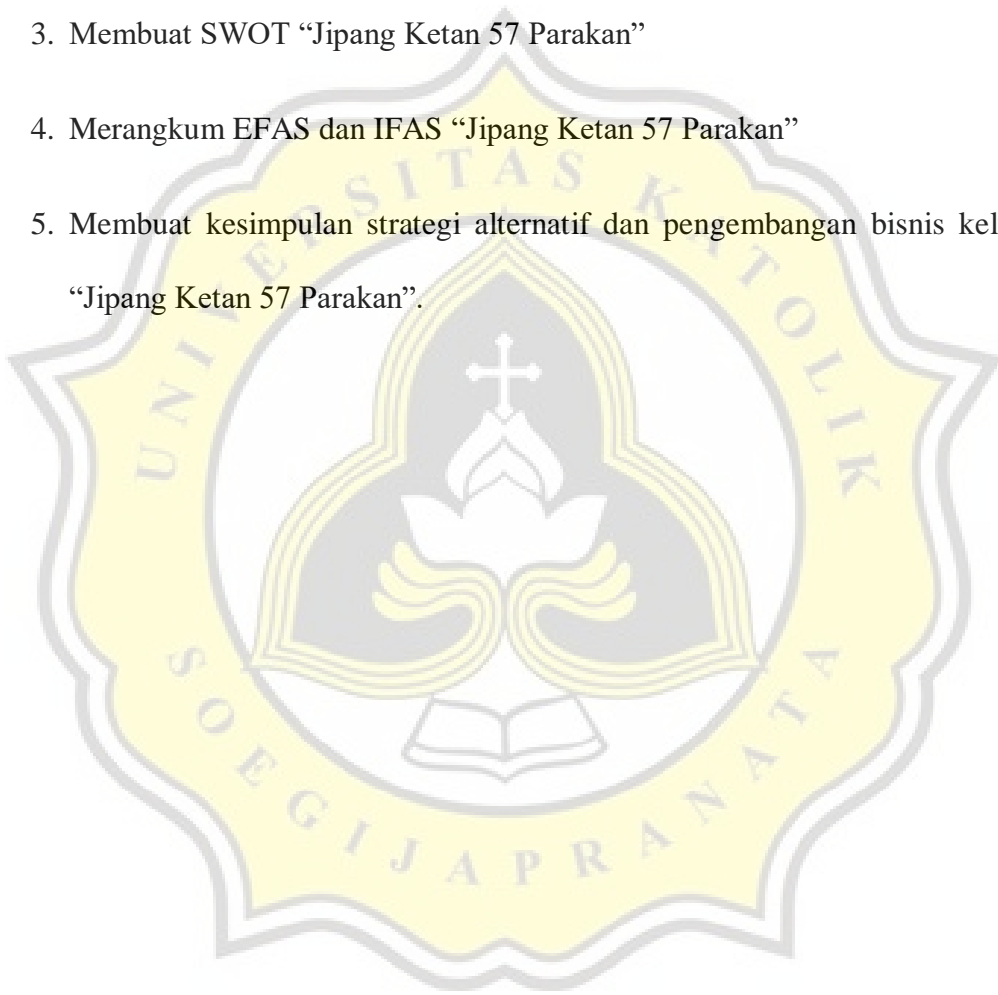 3. Membuat SWOT “Jipang Ketan 57 Parakan”
4. Merangkum EFAS dan IFAS “Jipang Ketan 57 Parakan”
5. Membuat kesimpulan strategi alternatif dan pengembangan bisnis kel
“Jipang Ketan 57 Parakan”.
UNIVERSITAS KATOLIK
SOEGIJAPRANATA